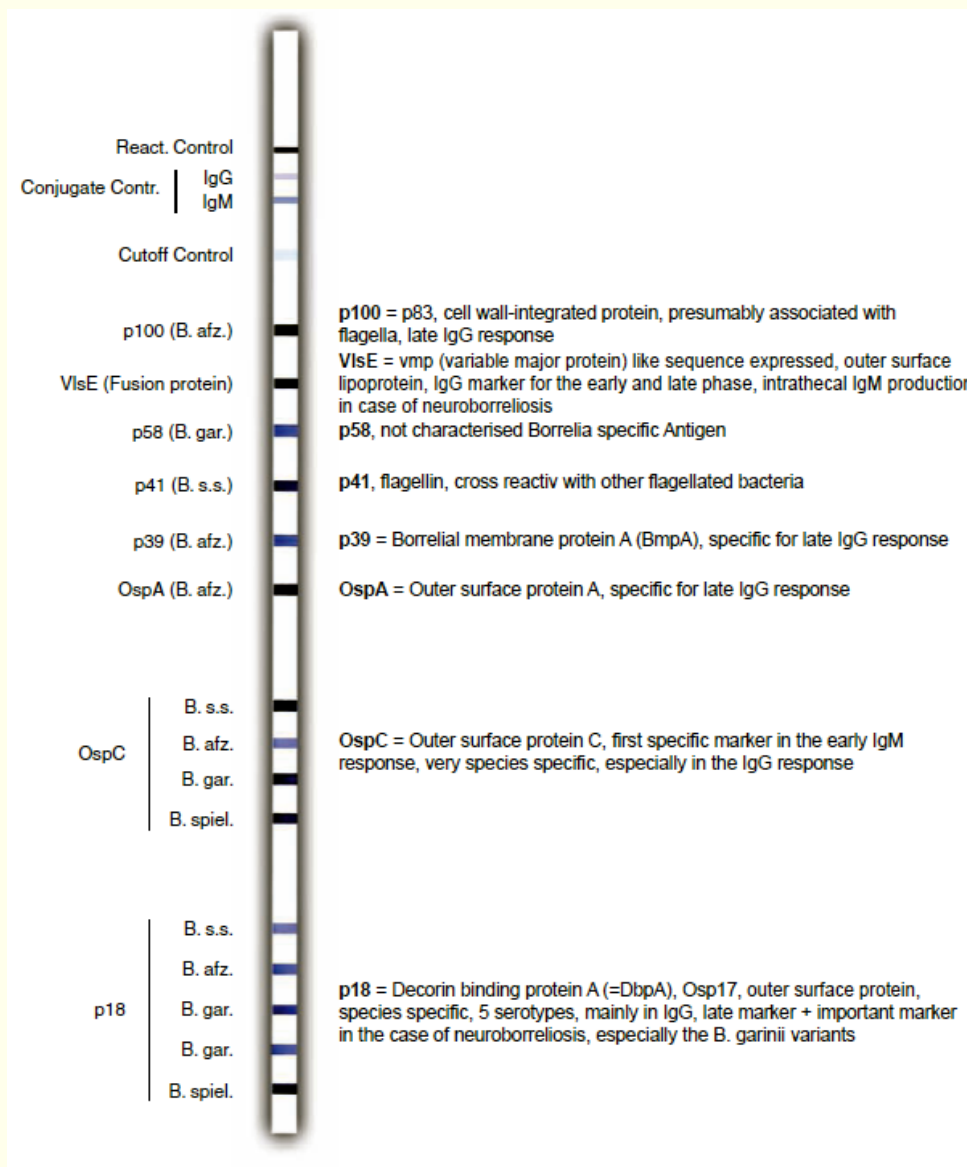 React. Control
Conjugate Contr.
IgG
IgM
Cutoff Control
p100 (B. afz.)
p100 = p83, cell wall-integrated protein, presumably associated with
flagella, late IgG response
VlsE (Fusion protein)
VlsE = vmp (variable major protein) like sequence expressed, outer surface
lipoprotein, IgG marker for the early and late phase, intrathecal IgM production
in case of neuroborreliosis
p58 (B. gar.)
p58, not characterised Borrelia specific Antigen
p41 (B. s.s.)
p41, flagellin, cross reactiv with other flagellated bacteria
p39 (B. afz.)
p39 = Borrelial membrane protein A (BmpA), specific for late IgG response
OspA (B. afz.)
OspA = Outer surface protein A, specific for late IgG response
OspC
B. s.s.
B. afz.
B. gar.
B. spiel.
OspC = Outer surface protein C, first specific marker in the early IgM
response, very species specific, especially in the IgG response
p18
B. s.s.
B. afz.
B. gar.
B. gar.
B. spiel.
p18 = Decorin binding protein A (=DbpA), Osp17, outer surface protein,
species specific, 5 serotypes, mainly in IgG, late marker + important marker
in the case of neuroborreliosis, especially the B. garinii variants